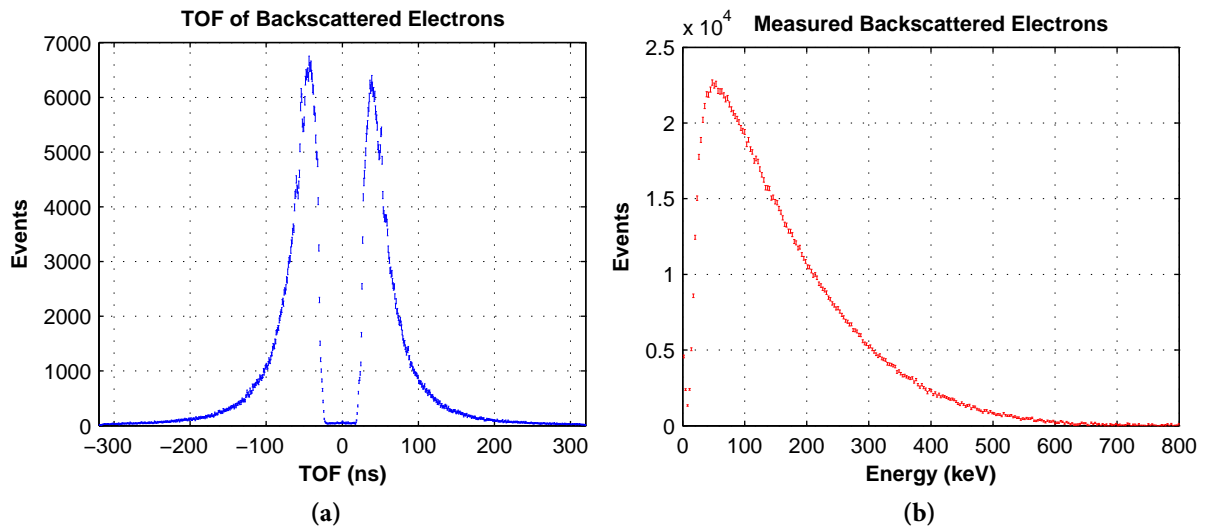 TOF of Backscattered Electrons
7000
6000
5000
4000
3000
2000
1000
0
Events
−300 −200 −100 0 100 200 300
TOF (ns)
(a)
x 10^4
Measured Backscattered Electrons
2.5
2
1.5
1
0.5
0
Events
0 100 200 300 400 500 600 700 800
Energy (keV)
(b)